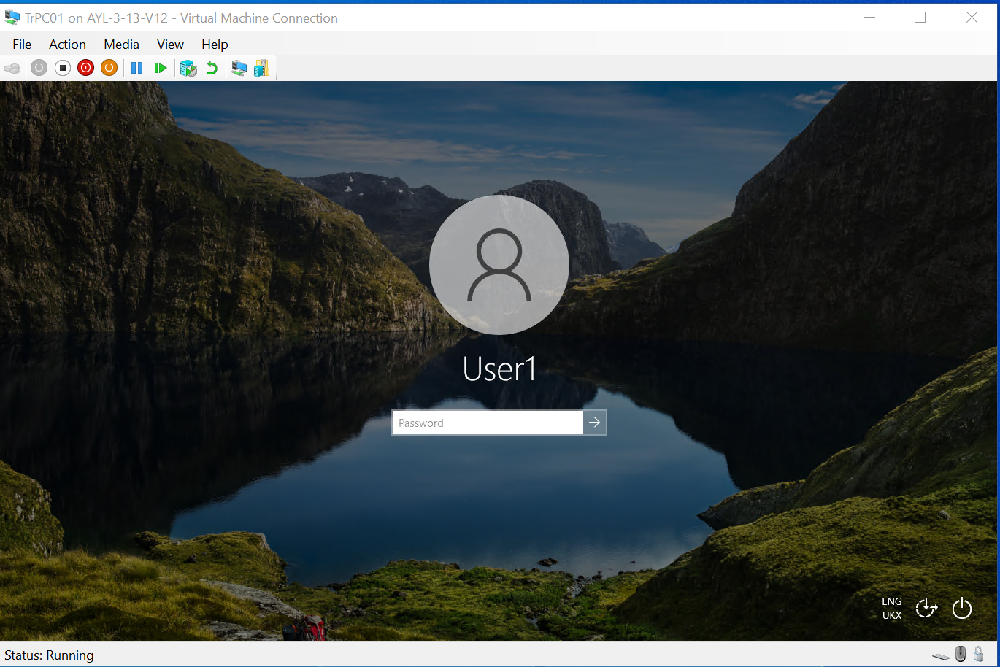 TrPC01 on AYL-3-13-V12 - Virtual Machine Connection
File Action Media View Help
User1
Password
ENG
UKX
Status: Running